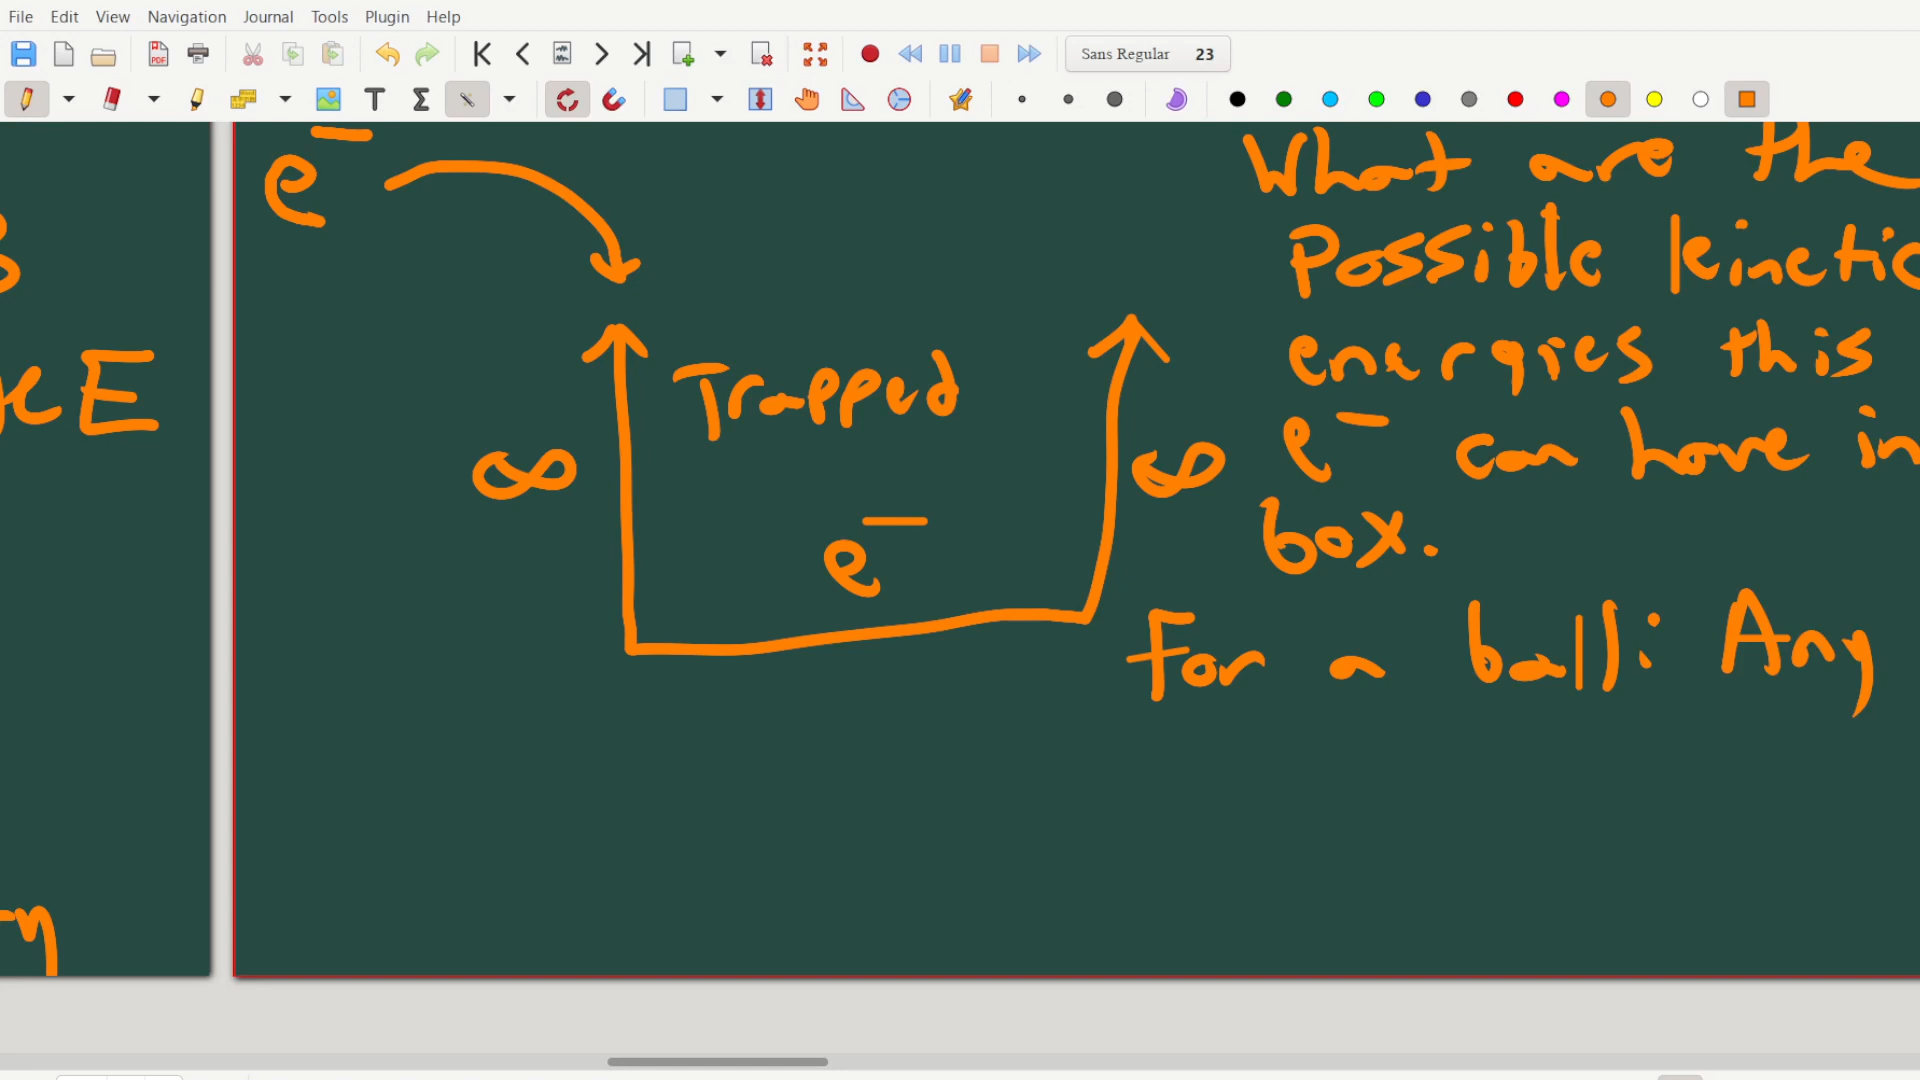 File Edit View Navigation Journal Tools Plugin Help
Sans Regular 23
e⁻
What are the
Possible kinetic
energies this
e⁻ can have in
box.
Trapped
∞ ∞
e⁻
For a ball: Any
E